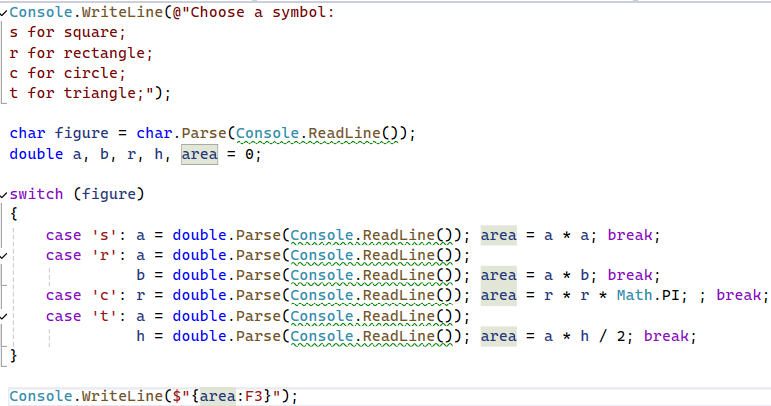 Console.WriteLine(@"Choose a symbol:
s for square;
r for rectangle;
c for circle;
t for triangle;");
char figure = char.Parse(Console.ReadLine());
double a, b, r, h, area = 0;
switch (figure)
{
case 's': a = double.Parse(Console.ReadLine()); area = a * a; break;
case 'r': a = double.Parse(Console.ReadLine());
b = double.Parse(Console.ReadLine()); area = a * b; break;
case 'c': r = double.Parse(Console.ReadLine()); area = r * r * Math.PI; ; break;
case 't': a = double.Parse(Console.ReadLine());
h = double.Parse(Console.ReadLine()); area = a * h / 2; break;
}
Console.WriteLine($"{area:F3}");